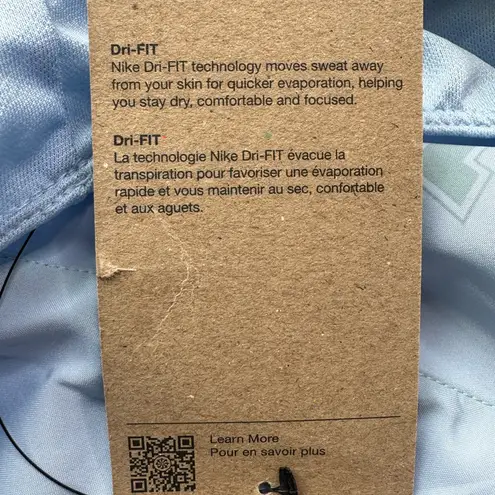 Dri-FIT
Nike Dri-FIT technology moves sweat away
from your skin for quicker evaporation, helping
you stay dry, comfortable and focused.
Dri-FIT
La technologie Nike Dri-FIT évacue la
transpiration pour favoriser une évaporation
rapide et vous maintenir au sec, confortable
et aux aguets.
Learn More
Pour en savoir plus